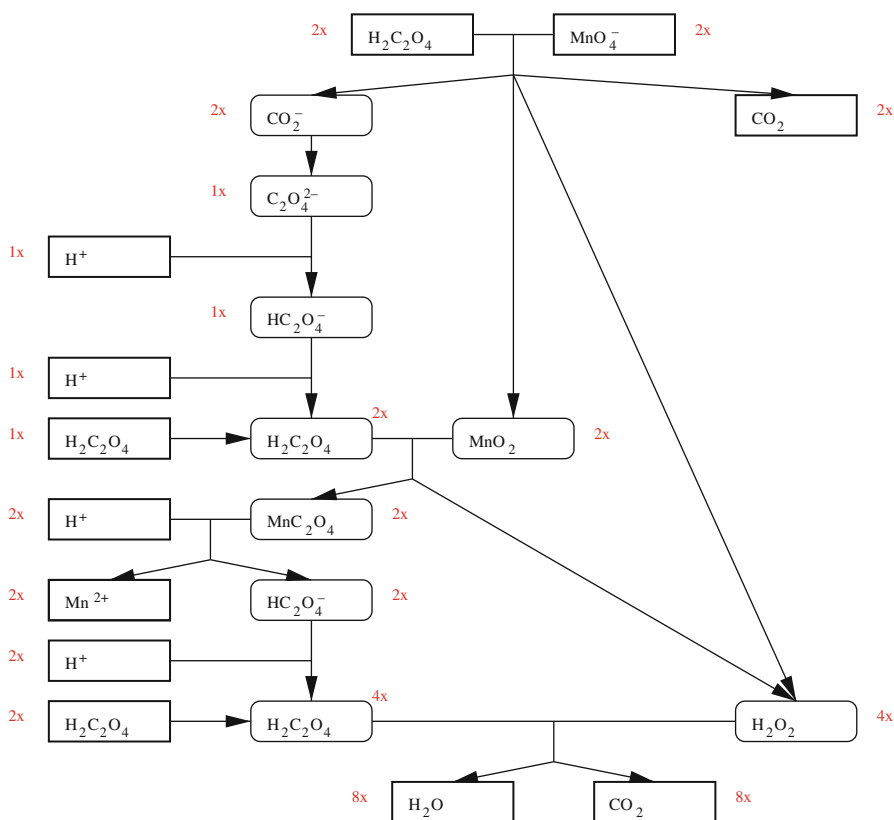 2x H₂C₂O₄ MnO₄⁻ 2x
2x CO₂⁻ CO₂ 2x
1x C₂O₄²⁻
1x H⁺
1x HC₂O₄⁻
1x H⁺
1x H₂C₂O₄ H₂C₂O₄ 2x MnO₂ 2x
2x H⁺ MnC₂O₄ 2x
2x Mn²⁺ HC₂O₄⁻ 2x
2x H⁺
2x H₂C₂O₄ H₂C₂O₄ 4x H₂O₂ 4x
8x H₂O CO₂ 8x